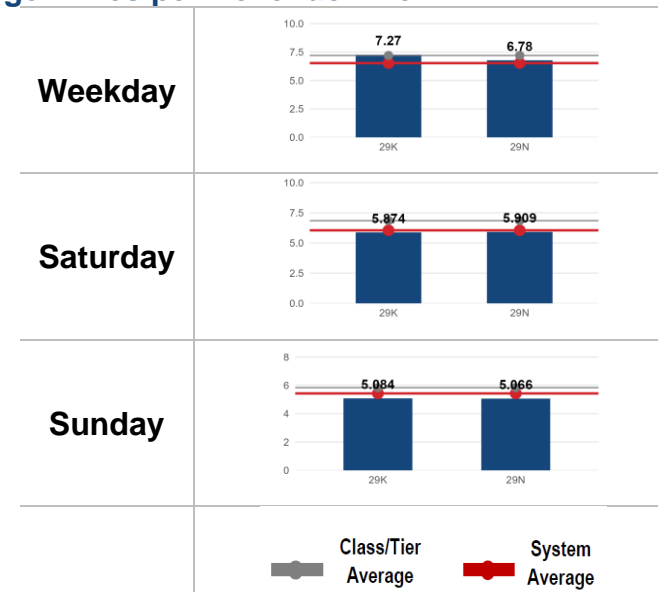 Weekday
10.0
7.5
5.0
2.5
0.0
7.27
6.78
29K
29N
Saturday
10.0
7.5
5.0
2.5
0.0
5.874
5.909
29K
29N
Sunday
8
6
4
2
0
5.084
5.066
29K
29N
Class/Tier
Average
System
Average